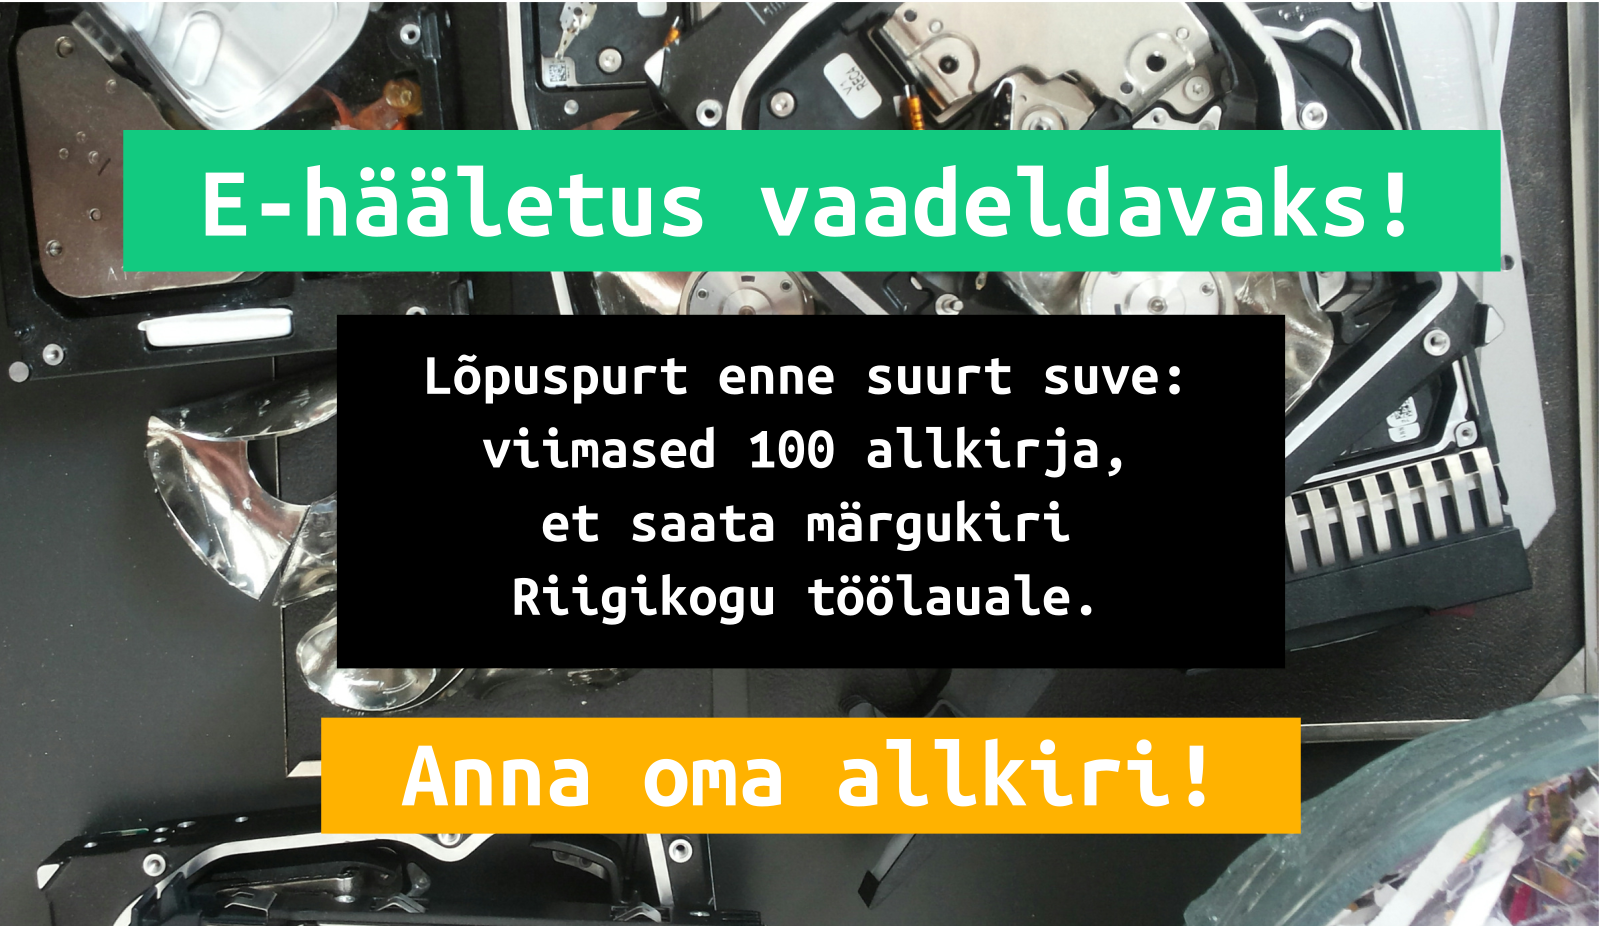 E-hääletus vaadeldavaks!
Lõpuspurt enne suurt suve:
viimased 100 allkirja,
et saata märgukiri
Riigikogu töölauale.
Anna oma allkiri!